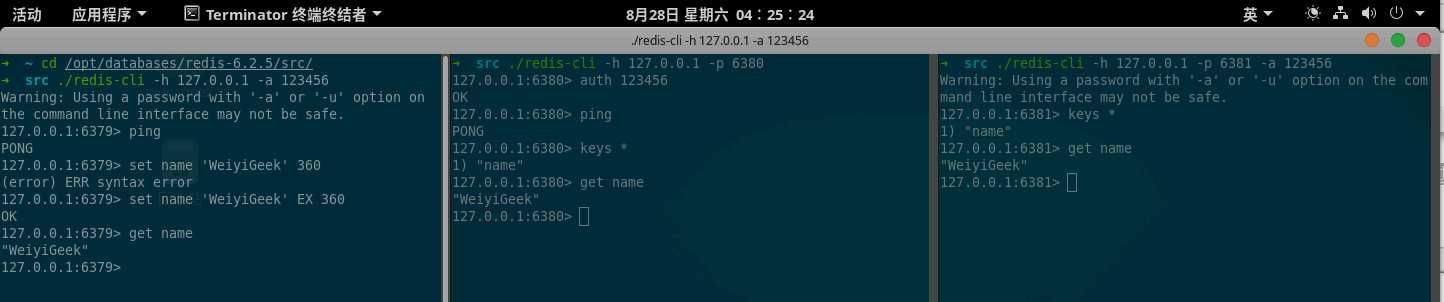 活动 应用程序 Terminator 终端终结者 8月28日 星期六 04：25：24 英
./redis-cli -h 127.0.0.1 -a 123456
➜ ~ cd /opt/databases/redis-6.2.5/src/
➜ src ./redis-cli -h 127.0.0.1 -a 123456
Warning: Using a password with '-a' or '-u' option on
the command line interface may not be safe.
127.0.0.1:6379> ping
PONG
127.0.0.1:6379> set name 'WeiyiGeek' 360
(error) ERR syntax error
127.0.0.1:6379> set name 'WeiyiGeek' EX 360
OK
127.0.0.1:6379> get name
"WeiyiGeek"
127.0.0.1:6379>
➜ src ./redis-cli -h 127.0.0.1 -p 6380
127.0.0.1:6380> auth 123456
OK
127.0.0.1:6380> ping
PONG
127.0.0.1:6380> keys *
1) "name"
127.0.0.1:6380> get name
"WeiyiGeek"
127.0.0.1:6380>
➜ src ./redis-cli -h 127.0.0.1 -p 6381 -a 123456
Warning: Using a password with '-a' or '-u' option on the com
mand line interface may not be safe.
127.0.0.1:6381> keys *
1) "name"
127.0.0.1:6381> get name
"WeiyiGeek"
127.0.0.1:6381>